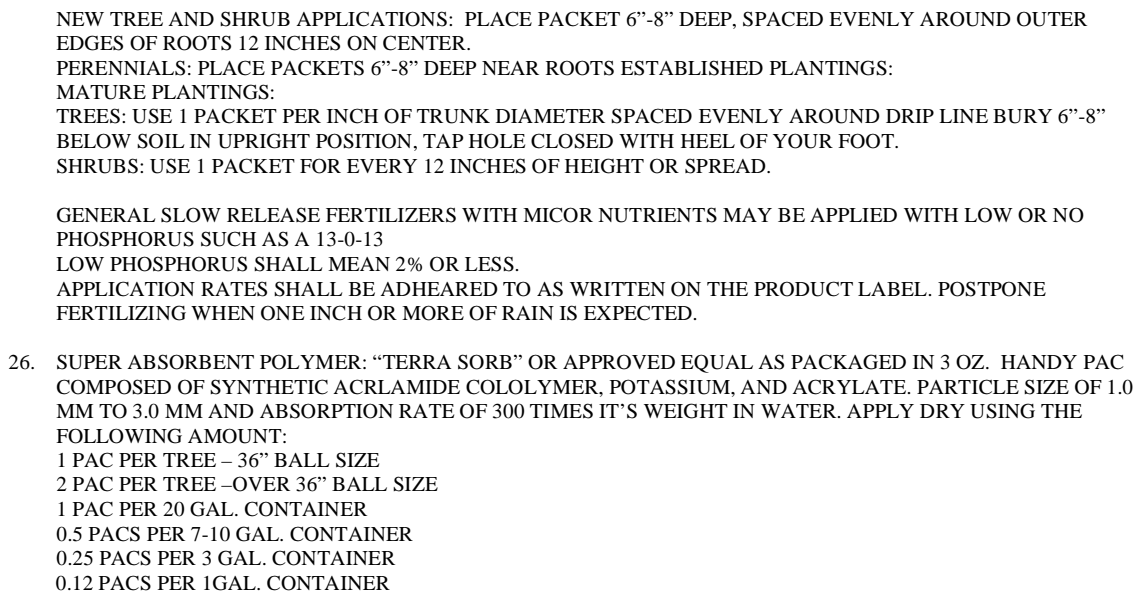 NEW TREE AND SHRUB APPLICATIONS:  PLACE PACKET 6”-8” DEEP, SPACED EVENLY AROUND OUTER
EDGES OF ROOTS 12 INCHES ON CENTER.
PERENNIALS: PLACE PACKETS 6”-8” DEEP NEAR ROOTS ESTABLISHED PLANTINGS:
MATURE PLANTINGS:
TREES: USE 1 PACKET PER INCH OF TRUNK DIAMETER SPACED EVENLY AROUND DRIP LINE BURY 6”-8”
BELOW SOIL IN UPRIGHT POSITION, TAP HOLE CLOSED WITH HEEL OF YOUR FOOT.
SHRUBS: USE 1 PACKET FOR EVERY 12 INCHES OF HEIGHT OR SPREAD.
GENERAL SLOW RELEASE FERTILIZERS WITH MICOR NUTRIENTS MAY BE APPLIED WITH LOW OR NO
PHOSPHORUS SUCH AS A 13-0-13
LOW PHOSPHORUS SHALL MEAN 2% OR LESS.
APPLICATION RATES SHALL BE ADHEARED TO AS WRITTEN ON THE PRODUCT LABEL. POSTPONE
FERTILIZING WHEN ONE INCH OR MORE OF RAIN IS EXPECTED.
26. SUPER ABSORBENT POLYMER: “TERRA SORB” OR APPROVED EQUAL AS PACKAGED IN 3 OZ.  HANDY PAC
COMPOSED OF SYNTHETIC ACRLAMIDE COLOLYMER, POTASSIUM, AND ACRYLATE. PARTICLE SIZE OF 1.0
MM TO 3.0 MM AND ABSORPTION RATE OF 300 TIMES IT’S WEIGHT IN WATER. APPLY DRY USING THE
FOLLOWING AMOUNT:
1 PAC PER TREE – 36” BALL SIZE
2 PAC PER TREE –OVER 36” BALL SIZE
1 PAC PER 20 GAL. CONTAINER
0.5 PACS PER 7-10 GAL. CONTAINER
0.25 PACS PER 3 GAL. CONTAINER
0.12 PACS PER 1GAL. CONTAINER